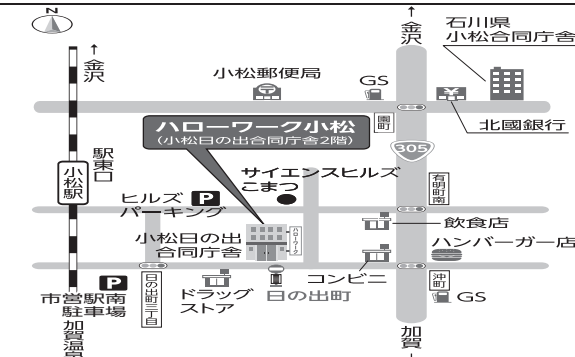 N
↑
金沢
↑
金沢
石川県
小松合同庁舎
小松郵便局
GS
¥
北國銀行
園町
ハローワーク小松
(小松日の出合同庁舎2階)
305
駅東口
小松駅
サイエンスヒルズ
こまつ
ヒルズ
パーキング
P
有明町南
飲食店
小松日の出
合同庁舎
ハローワーク
ハンバーガー店
コンビニ
沖町
GS
P
市営駅南
駐車場
日の出町三丁目
ドラッグ
ストア
日の出町
加賀温泉
加賀
↓